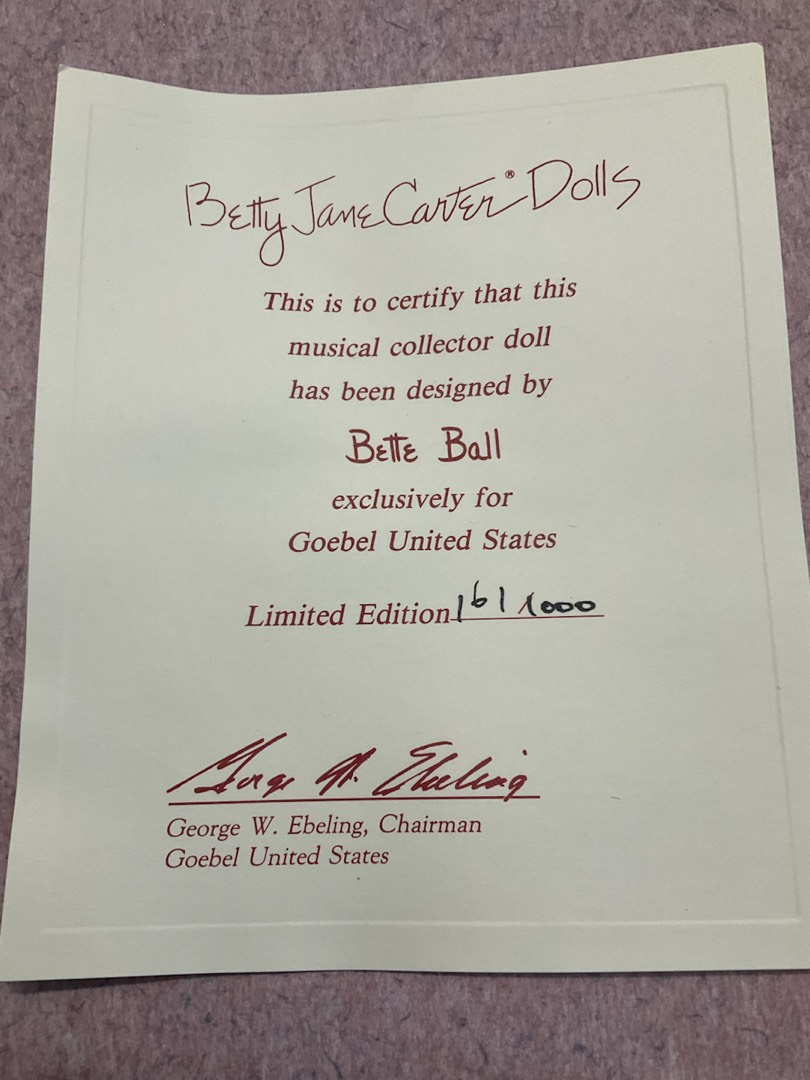 Betty Jane Carter® Dolls
This is to certify that this
musical collector doll
has been designed by
Bette Ball
exclusively for
Goebel United States
Limited Edition 16/1000
George W. Ebeling
George W. Ebeling, Chairman
Goebel United States